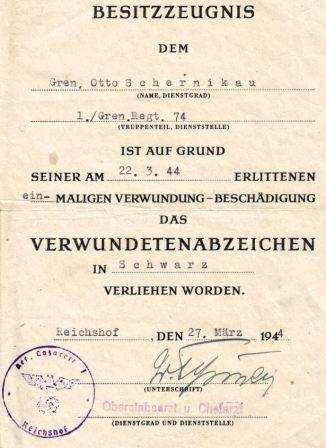 BESITZZEUGNIS
DEM
Gren. Otto Schernikau
(NAME, DIENSTGRAD)
1./Gren.Regt. 74
(TRUPPENTEIL, DIENSTSTELLE)
IST AUF GRUND
SEINER AM 22. 3. 44 ERLITTENEN
ein- MALIGEN VERWUNDUNG – BESCHÄDIGUNG
DAS
VERWUNDETENABZEICHEN
IN Schwarz
VERLIEHEN WORDEN.
Reichshof , DEN 27. März 1944
(UNTERSCHRIFT)
Oberstabsarzt u. Chefarzt
(DIENSTGRAD UND DIENSTSTELLE)
Reichshof